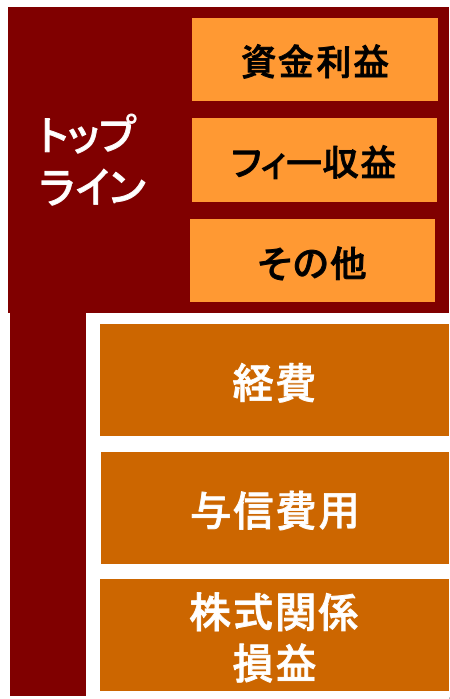 トップ
ライン
資金利益
フィー収益
その他
経費
与信費用
株式関係
損益